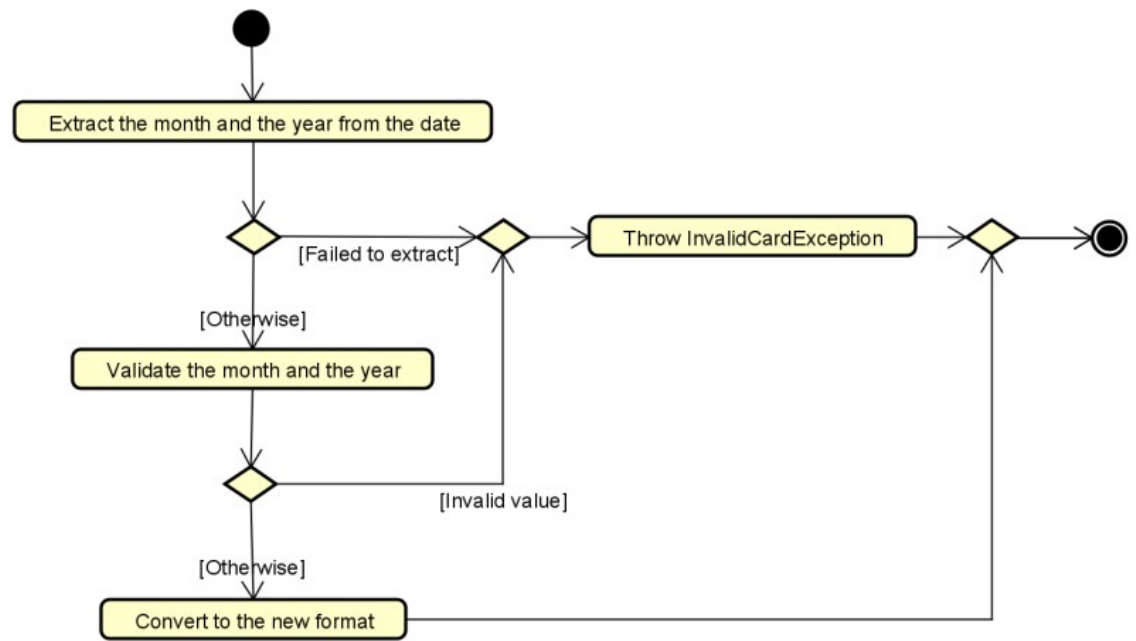 Extract the month and the year from the date
[Failed to extract]
Throw InvalidCardException
[Otherwise]
Validate the month and the year
[Invalid value]
[Otherwise]
Convert to the new format